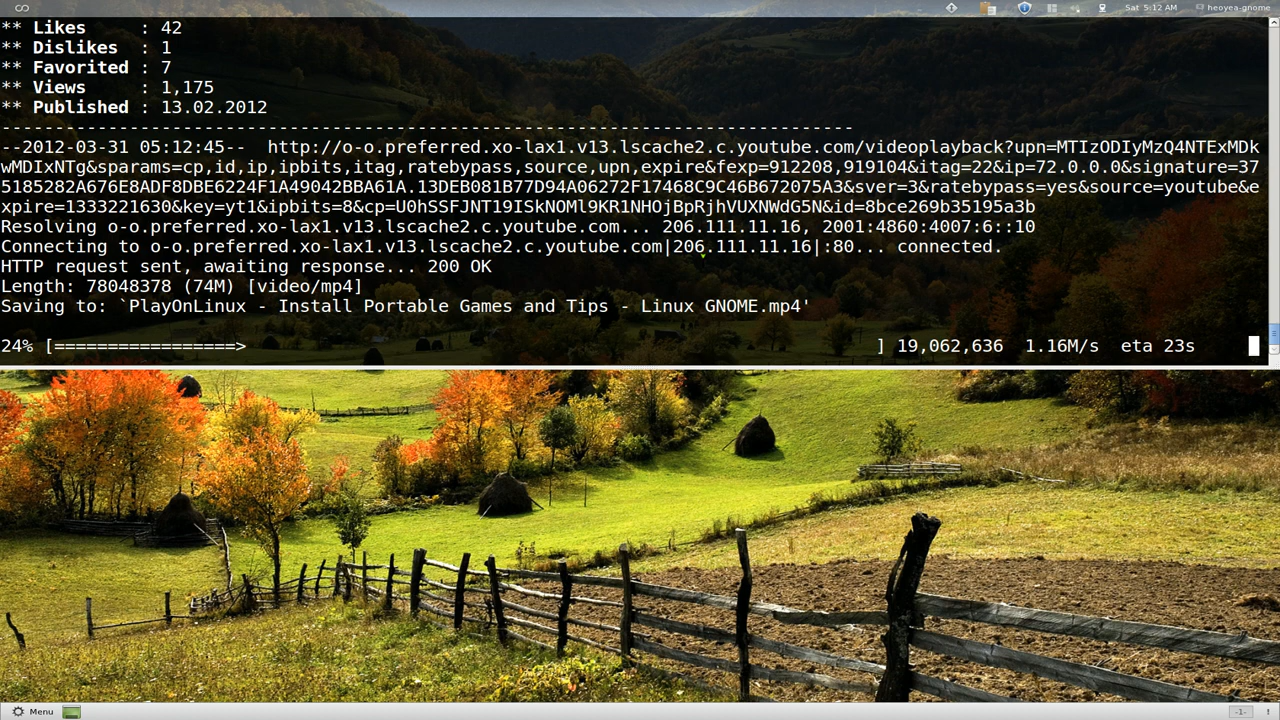 Sat 5:12 AM heoyea-gnome
** Likes : 42
** Dislikes : 1
** Favorited : 7
** Views : 1,175
** Published : 13.02.2012
--------------------------------------------------------------------------------
--2012-03-31 05:12:45-- http://o-o.preferred.xo-lax1.v13.lscache2.c.youtube.com/videoplayback?upn=MTIzODIyMzQ4NTExMDk
wMDIxNTg&sparams=cp,id,ip,ipbits,itag,ratebypass,source,upn,expire&fexp=912208,919104&itag=22&ip=72.0.0.0&signature=37
5185282A676E8ADF8DBE6224F1A49042BBA61A.13DEB081B77D94A06272F17468C9C46B672075A3&sver=3&ratebypass=yes&source=youtube&e
xpire=1333221630&key=yt1&ipbits=8&cp=U0hSSFJNT19ISkNOMl9KR1NHOjBpRjhVUXNWdG5N&id=8bce269b35195a3b
Resolving o-o.preferred.xo-lax1.v13.lscache2.c.youtube.com... 206.111.11.16, 2001:4860:4007:6::10
Connecting to o-o.preferred.xo-lax1.v13.lscache2.c.youtube.com|206.111.11.16|:80... connected.
HTTP request sent, awaiting response... 200 OK
Length: 78048378 (74M) [video/mp4]
Saving to: `PlayOnLinux - Install Portable Games and Tips - Linux GNOME.mp4'
24% [=================> ] 19,062,636 1.16M/s eta 23s
Menu -1- !